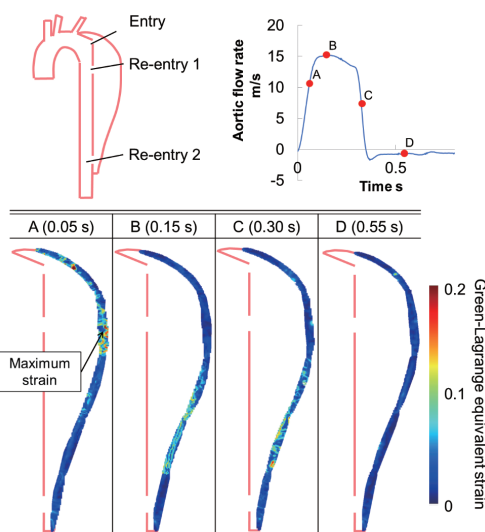 Entry
Re-entry 1
Re-entry 2
Aortic flow rate
m/s
20
15
10
5
0
-5
0
0.5
Time s
A
B
C
D
A (0.05 s)
B (0.15 s)
C (0.30 s)
D (0.55 s)
Maximum
strain
0.2
0.1
0
Green-Lagrange equivalent strain